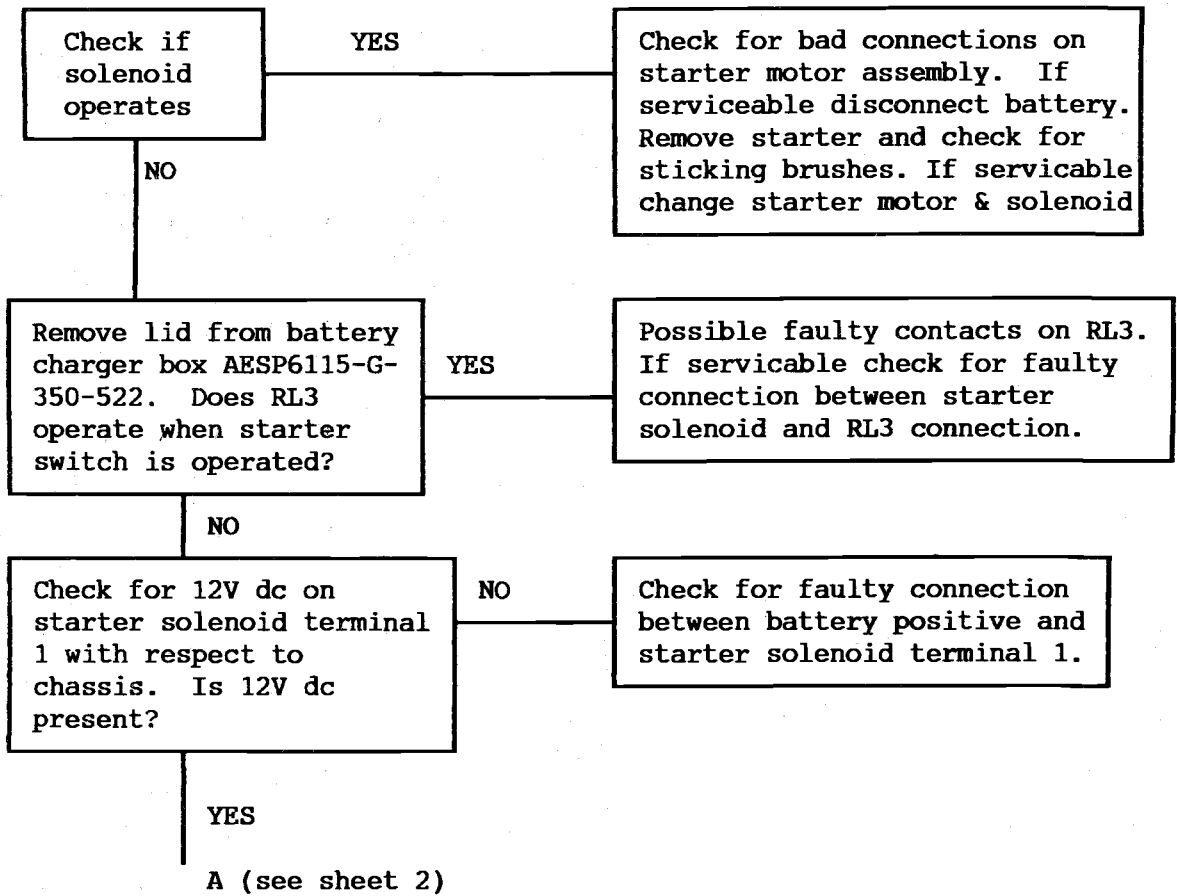 Check if
solenoid
operates
YES
Check for bad connections on
starter motor assembly. If
serviceable disconnect battery.
Remove starter and check for
sticking brushes. If servicable
change starter motor & solenoid
NO
Remove lid from battery
charger box AESP6115-G-
350-522. Does RL3
operate when starter
switch is operated?
YES
Possible faulty contacts on RL3.
If servicable check for faulty
connection between starter
solenoid and RL3 connection.
NO
Check for 12V dc on
starter solenoid terminal
1 with respect to
chassis. Is 12V dc
present?
NO
Check for faulty connection
between battery positive and
starter solenoid terminal 1.
YES
A (see sheet 2)